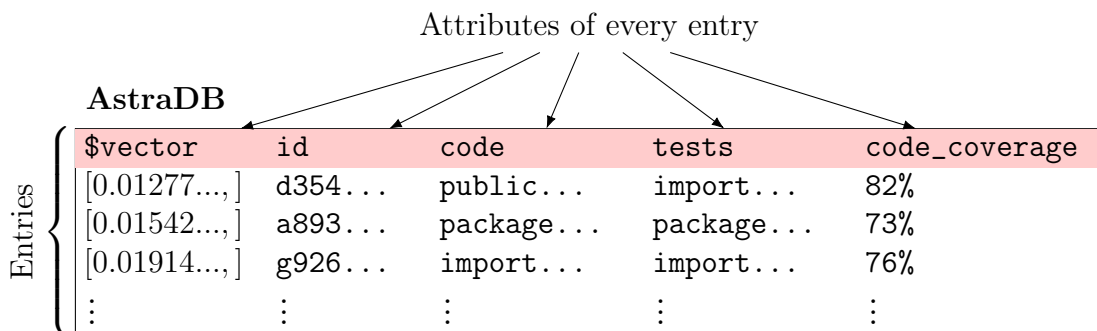 Attributes of every entry
AstraDB
Entries
$vector id code tests code_coverage
[0.01277...,] d354... public... import... 82%
[0.01542...,] a893... package... package... 73%
[0.01914...,] g926... import... import... 76%
⋮ ⋮ ⋮ ⋮ ⋮